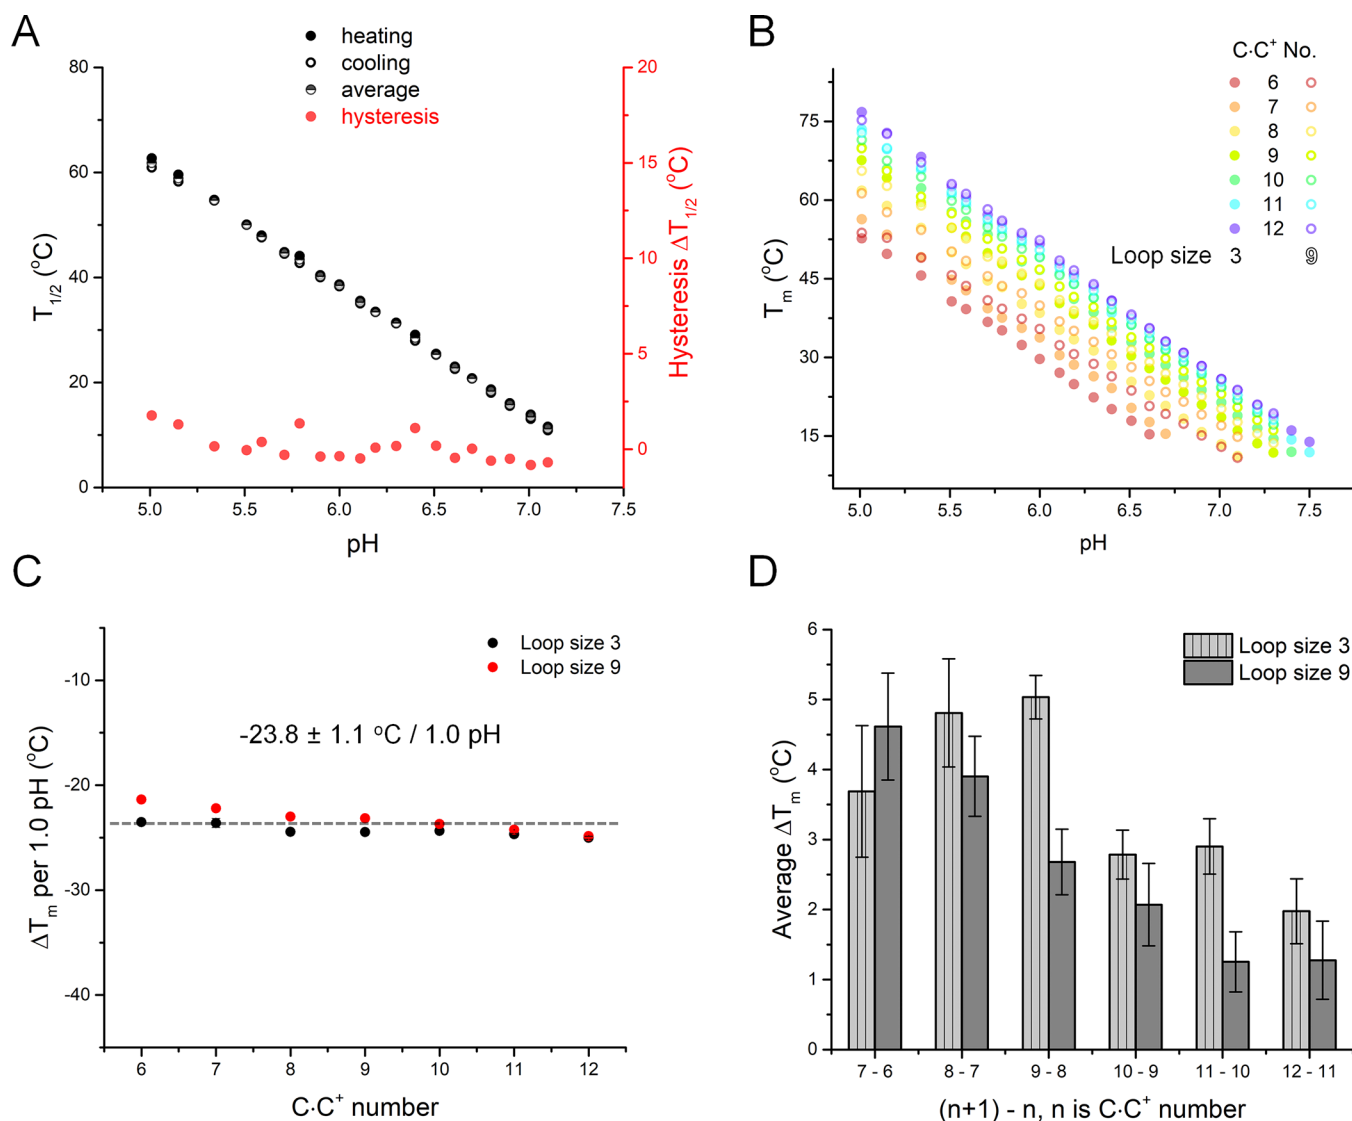 A
heating
cooling
average
hysteresis
80
60
40
20
0
T1/2 (oC)
20
15
10
5
0
Hysteresis ΔT1/2 (oC)
5.0
5.5
6.0
6.5
7.0
7.5
pH
B
C·C+ No.
6
7
8
9
10
11
12
Loop size 3 9
75
60
45
30
15
Tm (oC)
5.0
5.5
6.0
6.5
7.0
7.5
pH
C
Loop size 3
Loop size 9
-23.8 ± 1.1 oC / 1.0 pH
-10
-20
-30
-40
ΔTm per 1.0 pH (oC)
6
7
8
9
10
11
12
C·C+ number
D
Loop size 3
Loop size 9
6
5
4
3
2
1
0
Average ΔTm (oC)
7 - 6
8 - 7
9 - 8
10 - 9
11 - 10
12 - 11
(n+1) - n, n is C·C+ number